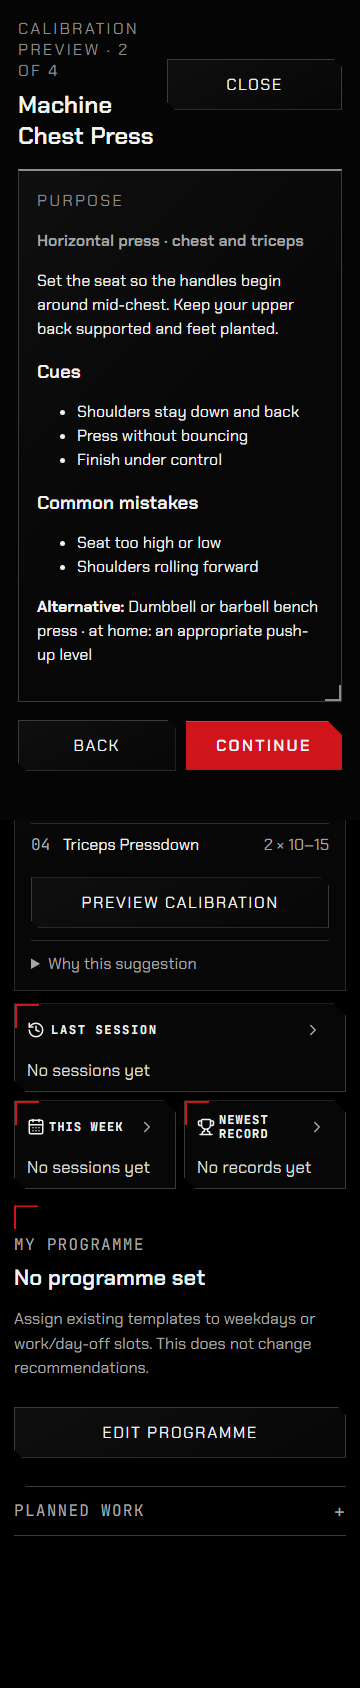 CALIBRATION
PREVIEW · 2
OF 4
Machine
Chest Press
CLOSE
PURPOSE
Horizontal press · chest and triceps
Set the seat so the handles begin
around mid-chest. Keep your upper
back supported and feet planted.
Cues
• Shoulders stay down and back
• Press without bouncing
• Finish under control
Common mistakes
• Seat too high or low
• Shoulders rolling forward
Alternative: Dumbbell or barbell bench
press · at home: an appropriate push-
up level
BACK
CONTINUE
04 Triceps Pressdown 2 × 10–15
PREVIEW CALIBRATION
Why this suggestion
LAST SESSION
No sessions yet
THIS WEEK
No sessions yet
NEWEST
RECORD
No records yet
MY PROGRAMME
No programme set
Assign existing templates to weekdays or
work/day-off slots. This does not change
recommendations.
EDIT PROGRAMME
PLANNED WORK +